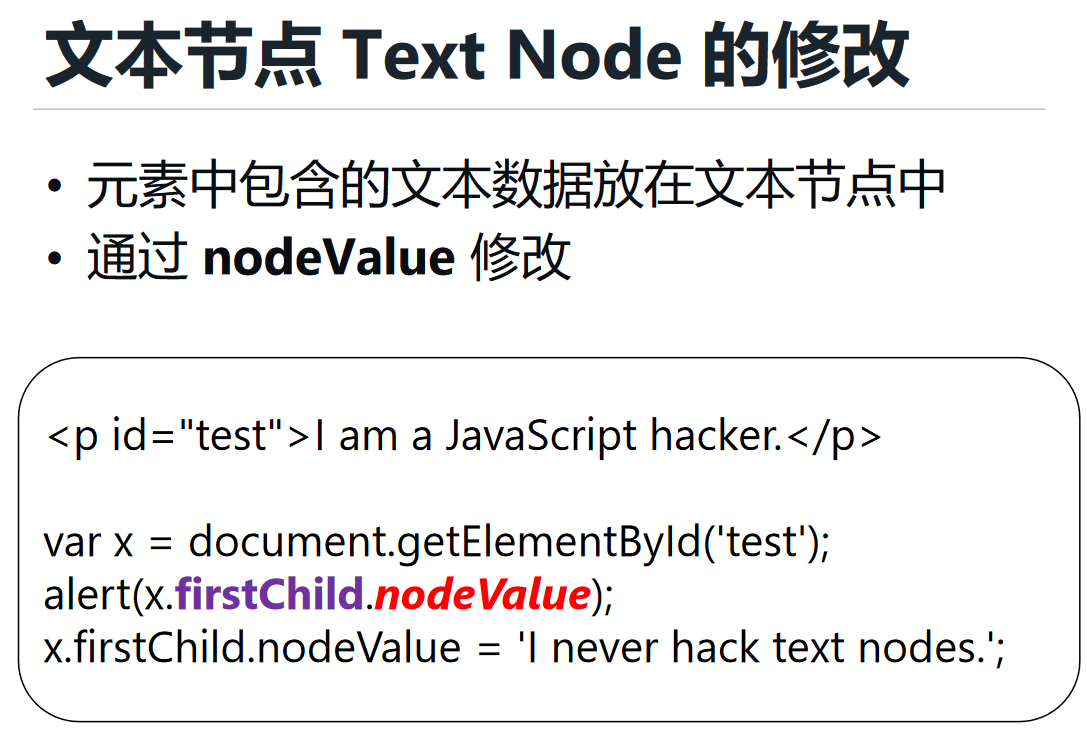 文本节点 Text Node 的修改
• 元素中包含的文本数据放在文本节点中
• 通过 nodeValue 修改
<p id="test">I am a JavaScript hacker.</p>
var x = document.getElementById('test');
alert(x.firstChild.nodeValue);
x.firstChild.nodeValue = 'I never hack text nodes.';